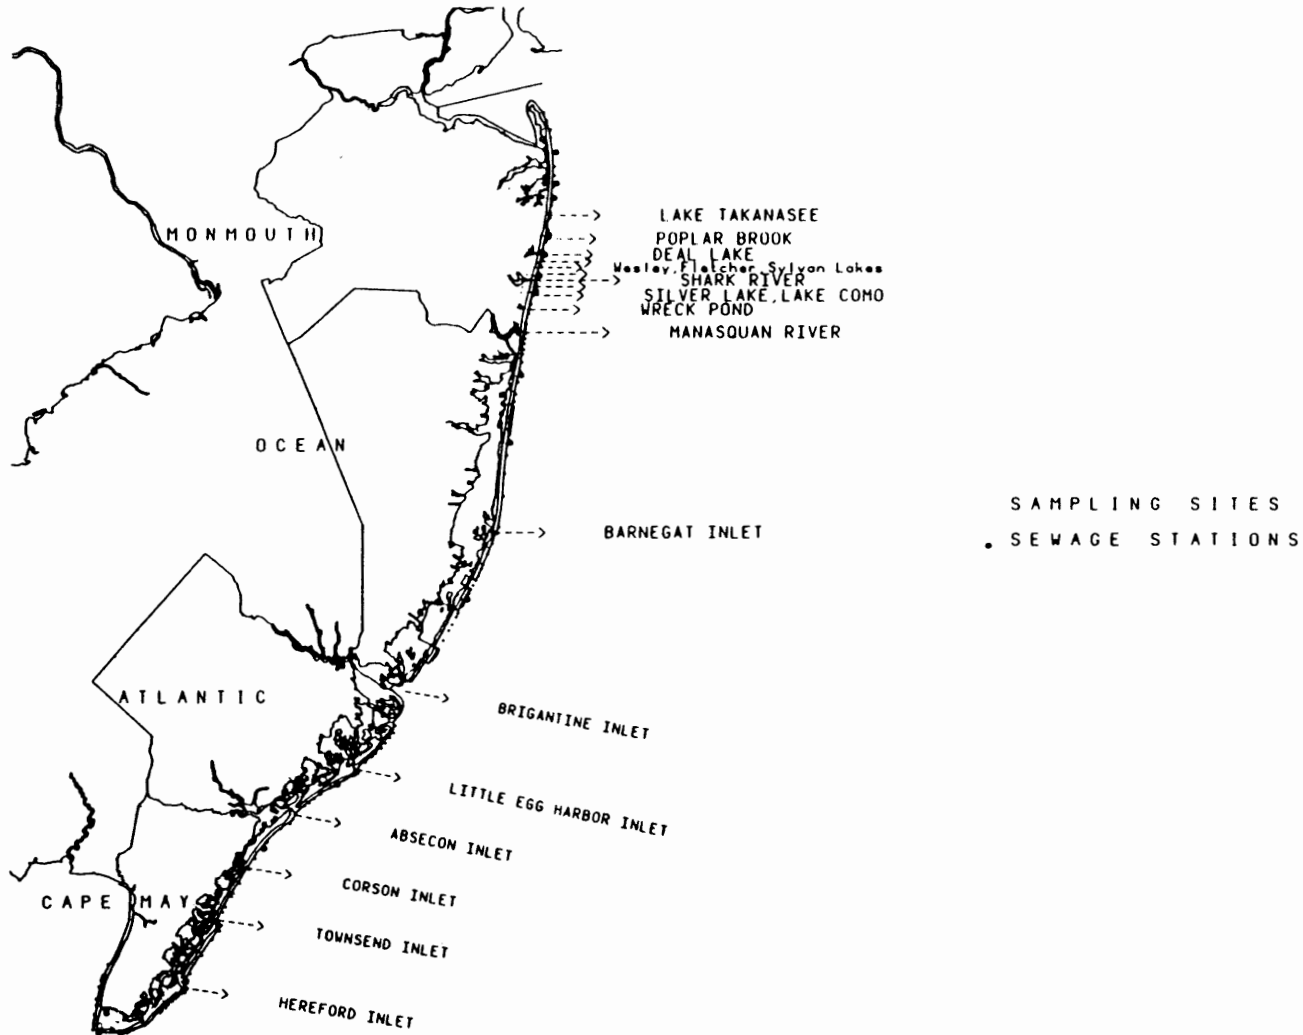 LAKE TAKANASEE
MONMOUTH
POPLAR BROOK
DEAL LAKE
Wesley, Fletcher, Sylvan Lakes
SHARK RIVER
SILVER LAKE, LAKE COMO
WRECK POND
MANASQUAN RIVER
OCEAN
SAMPLING SITES
BARNEGAT INLET
. SEWAGE STATIONS
ATLANTIC
BRIGANTINE INLET
LITTLE EGG HARBOR INLET
ABSECON INLET
CORSON INLET
CAPE MAY
TOWNSEND INLET
HEREFORD INLET